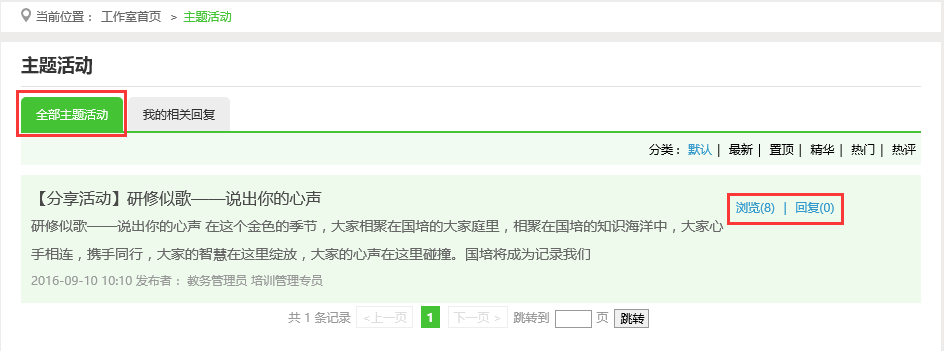 当前位置： 工作室首页 > 主题活动
主题活动
全部主题活动 我的相关回复
分类： 默认 | 最新 | 置顶 | 精华 | 热门 | 热评
【分享活动】研修似歌——说出你的心声
浏览(8) | 回复(0)
研修似歌——说出你的心声 在这个金色的季节，大家相聚在国培的大家庭里，相聚在国培的知识海洋中，大家心
手相连，携手同行，大家的智慧在这里绽放，大家的心声在这里碰撞。国培将成为记录我们
2016-09-10 10:10 发布者： 教务管理员 培训管理专员
共 1 条记录 <上一页 1 下一页 > 跳转到 页 跳转